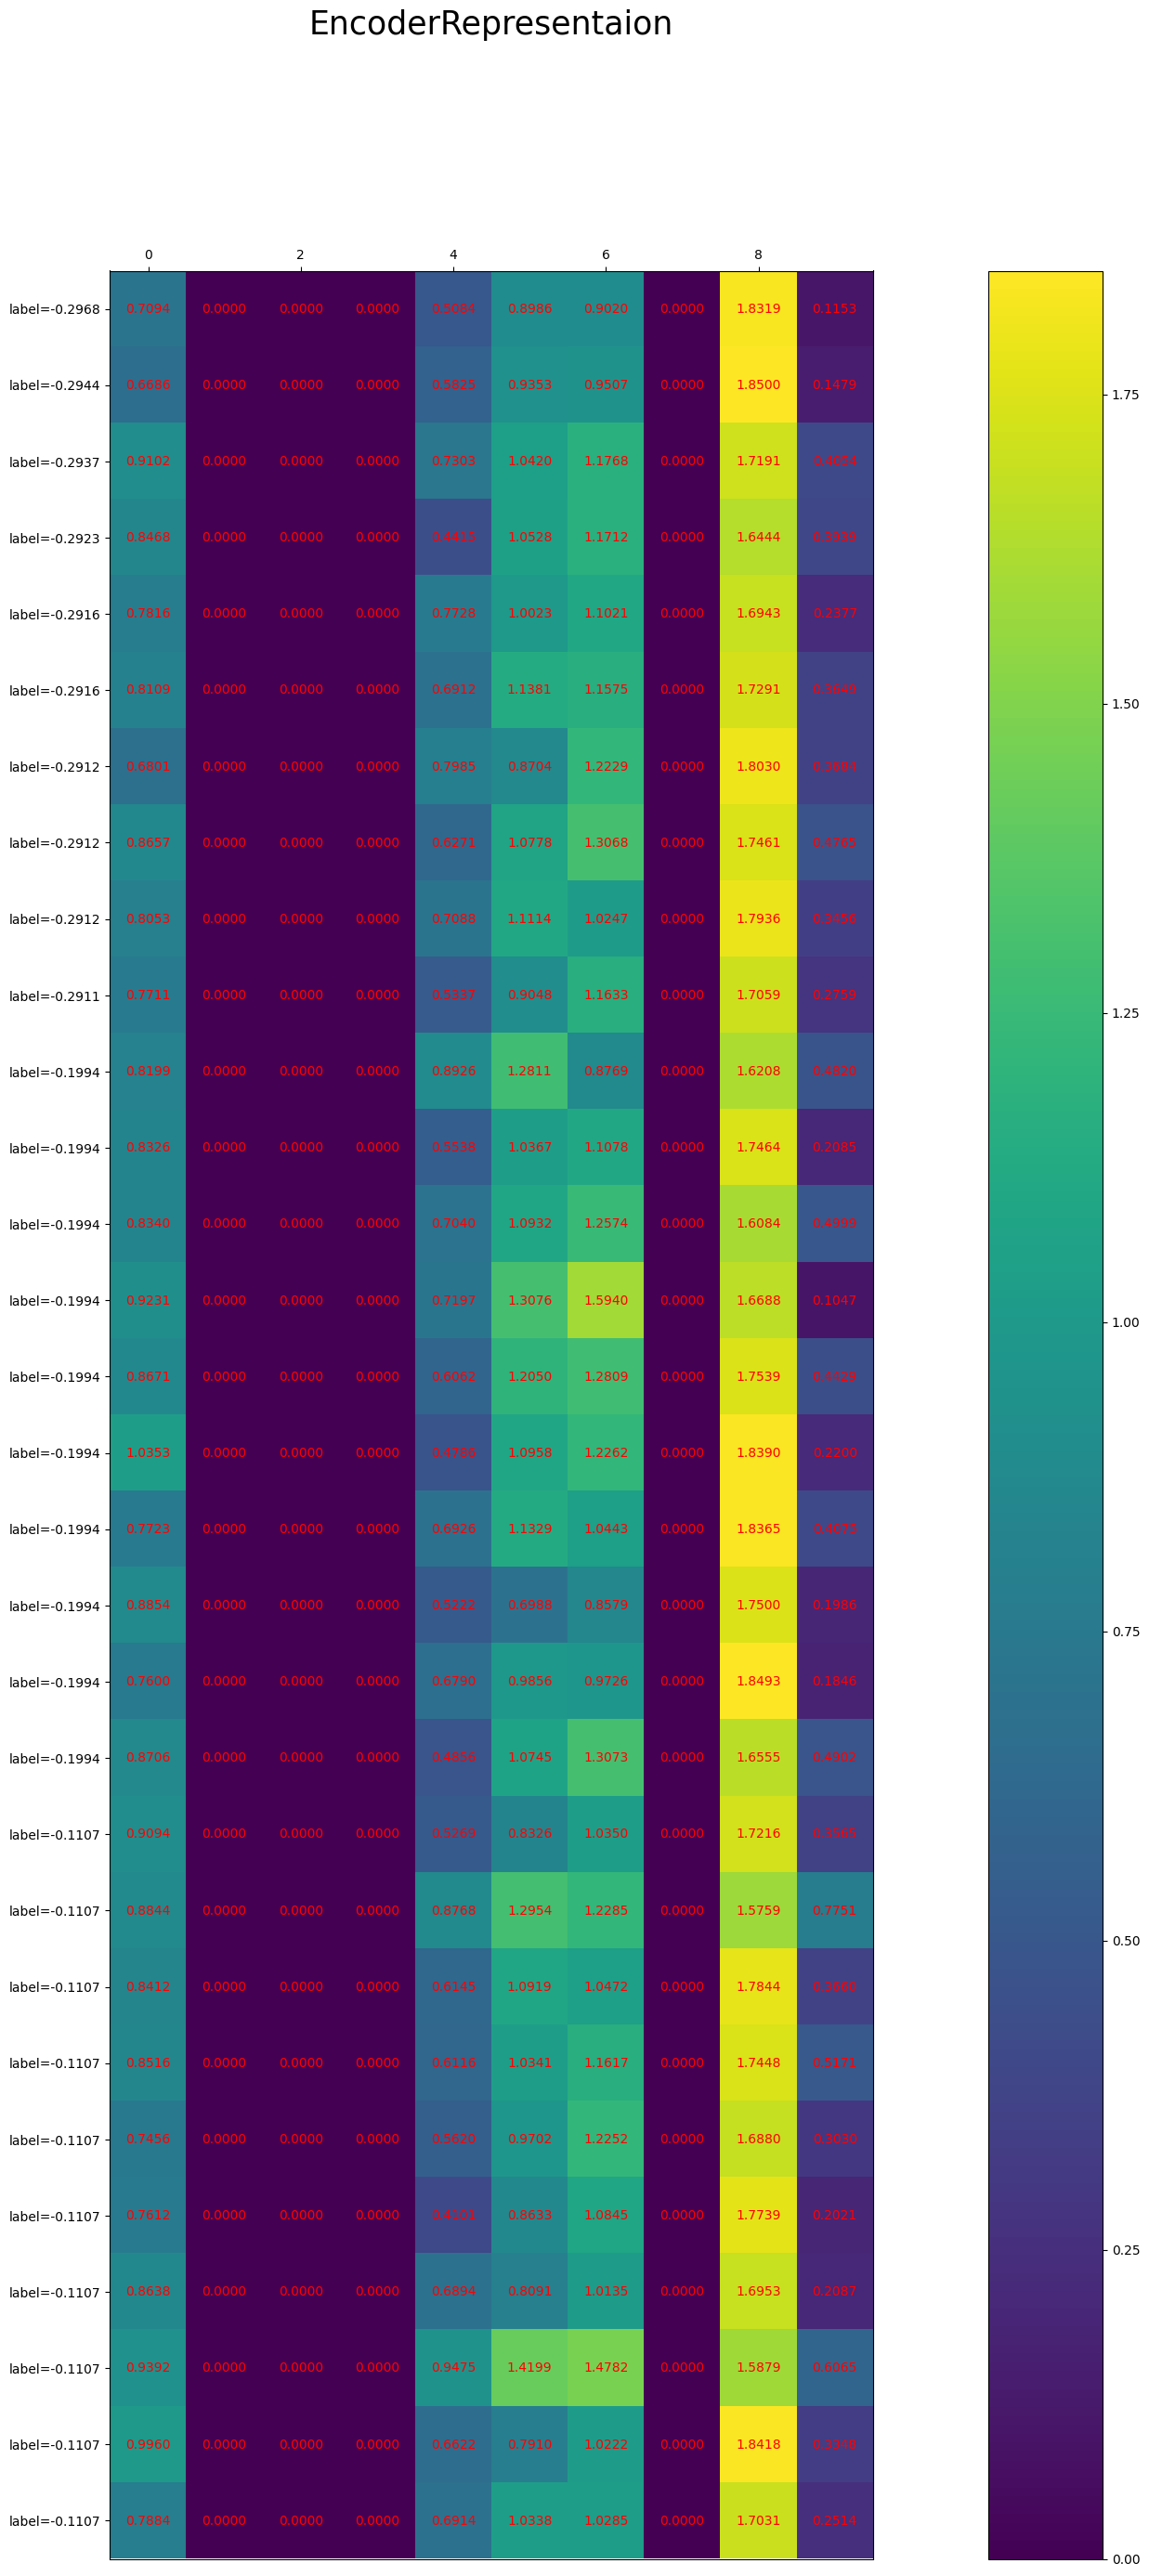 EncoderRepresentaion
0 2 4 6 8
label=-0.2968 0.7094 0.0000 0.0000 0.0000 0.5084 0.8986 0.9020 0.0000 1.8319 0.1153
label=-0.2944 0.6686 0.0000 0.0000 0.0000 0.5825 0.9353 0.9507 0.0000 1.8500 0.1479
1.75
label=-0.2937 0.9102 0.0000 0.0000 0.0000 0.7303 1.0420 1.1768 0.0000 1.7191
label=-0.2923 0.8468 0.0000 0.0000 0.0000 1.0528 1.1712 0.0000 1.6444
label=-0.2916 0.7816 0.0000 0.0000 0.0000 0.7728 1.0023 1.1021 0.0000 1.6943 0.2377
label=-0.2916 0.8109 0.0000 0.0000 0.0000 0.6912 1.1381 1.1575 0.0000 1.7291
1.50
label=-0.2912 0.6801 0.0000 0.0000 0.0000 0.7985 0.8704 1.2229 0.0000 1.8030
label=-0.2912 0.8657 0.0000 0.0000 0.0000 0.6271 1.0778 1.3068 0.0000 1.7461
label=-0.2912 0.8053 0.0000 0.0000 0.0000 0.7088 1.1114 1.0247 0.0000 1.7936
label=-0.2911 0.7711 0.0000 0.0000 0.0000 0.5337 0.9048 1.1633 0.0000 1.7059 0.2759
1.25
label=-0.1994 0.8199 0.0000 0.0000 0.0000 0.8926 1.2811 0.8769 0.0000 1.6208
label=-0.1994 0.8326 0.0000 0.0000 0.0000 0.5538 1.0367 1.1078 0.0000 1.7464 0.2085
label=-0.1994 0.8340 0.0000 0.0000 0.0000 0.7040 1.0932 1.2574 0.0000 1.6084
label=-0.1994 0.9231 0.0000 0.0000 0.0000 0.7197 1.3076 1.5940 0.0000 1.6688 0.1047
1.00
label=-0.1994 0.8671 0.0000 0.0000 0.0000 0.6062 1.2050 1.2809 0.0000 1.7539
label=-0.1994 1.0353 0.0000 0.0000 0.0000 1.0958 1.2262 0.0000 1.8390 0.2200
label=-0.1994 0.7723 0.0000 0.0000 0.0000 0.6926 1.1329 1.0443 0.0000 1.8365
label=-0.1994 0.8854 0.0000 0.0000 0.0000 0.5222 0.6988 0.8579 0.0000 1.7500 0.1986
0.75
label=-0.1994 0.7600 0.0000 0.0000 0.0000 0.6790 0.9856 0.9726 0.0000 1.8493 0.1846
label=-0.1994 0.8706 0.0000 0.0000 0.0000 1.0745 1.3073 0.0000 1.6555
label=-0.1107 0.9094 0.0000 0.0000 0.0000 0.5269 0.8326 1.0350 0.0000 1.7216
label=-0.1107 0.8844 0.0000 0.0000 0.0000 0.8768 1.2954 1.2285 0.0000 1.5759 0.7751
0.50
label=-0.1107 0.8412 0.0000 0.0000 0.0000 0.6145 1.0919 1.0472 0.0000 1.7844
label=-0.1107 0.8516 0.0000 0.0000 0.0000 0.6116 1.0341 1.1617 0.0000 1.7448 0.5171
label=-0.1107 0.7456 0.0000 0.0000 0.0000 0.5620 0.9702 1.2252 0.0000 1.6880
label=-0.1107 0.7612 0.0000 0.0000 0.0000 0.8633 1.0845 0.0000 1.7739 0.2021
0.25
label=-0.1107 0.8638 0.0000 0.0000 0.0000 0.6894 0.8091 1.0135 0.0000 1.6953 0.2087
label=-0.1107 0.9392 0.0000 0.0000 0.0000 0.9475 1.4199 1.4782 0.0000 1.5879 0.6065
label=-0.1107 0.9960 0.0000 0.0000 0.0000 0.6622 0.7910 1.0222 0.0000 1.8418
label=-0.1107 0.7884 0.0000 0.0000 0.0000 0.6914 1.0338 1.0285 0.0000 1.7031 0.2514
0.00